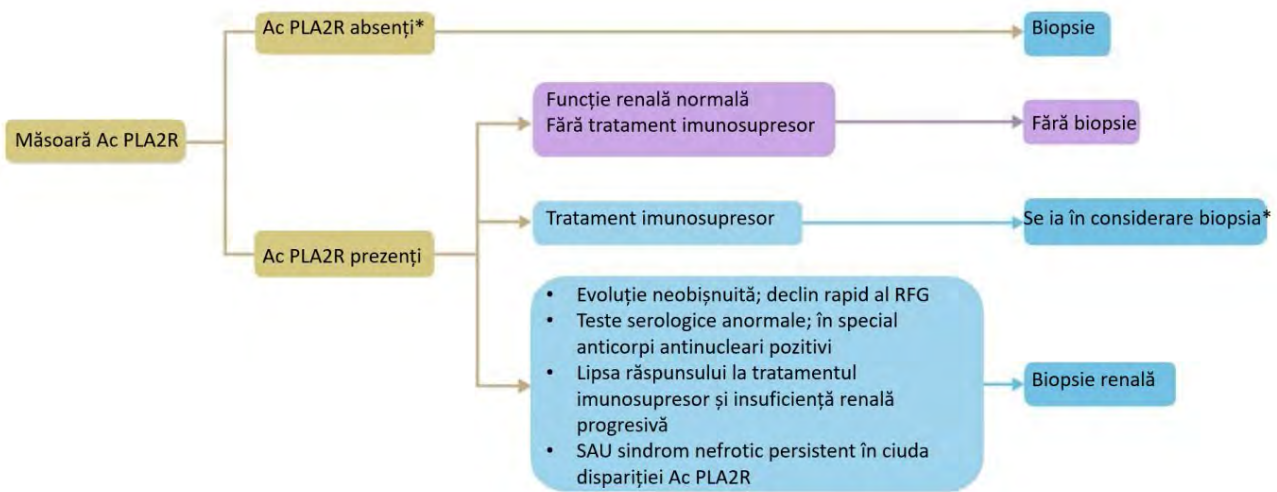 Ac PLA2R absenți*
Biopsie
Măsoară Ac PLA2R
Funcție renală normală
Fără tratament imunosupresor
Fără biopsie
Tratament imunosupresor
Se ia în considerare biopsia*
Ac PLA2R prezenți
• Evoluție neobișnuită; declin rapid al RFG
• Teste serologice anormale; în special
anticorpi antinucleari pozitivi
• Lipsa răspunsului la tratamentul
imunosupresor și insuficiență renală
progresivă
• SAU sindrom nefrotic persistent în ciuda
dispariției Ac PLA2R
Biopsie renală